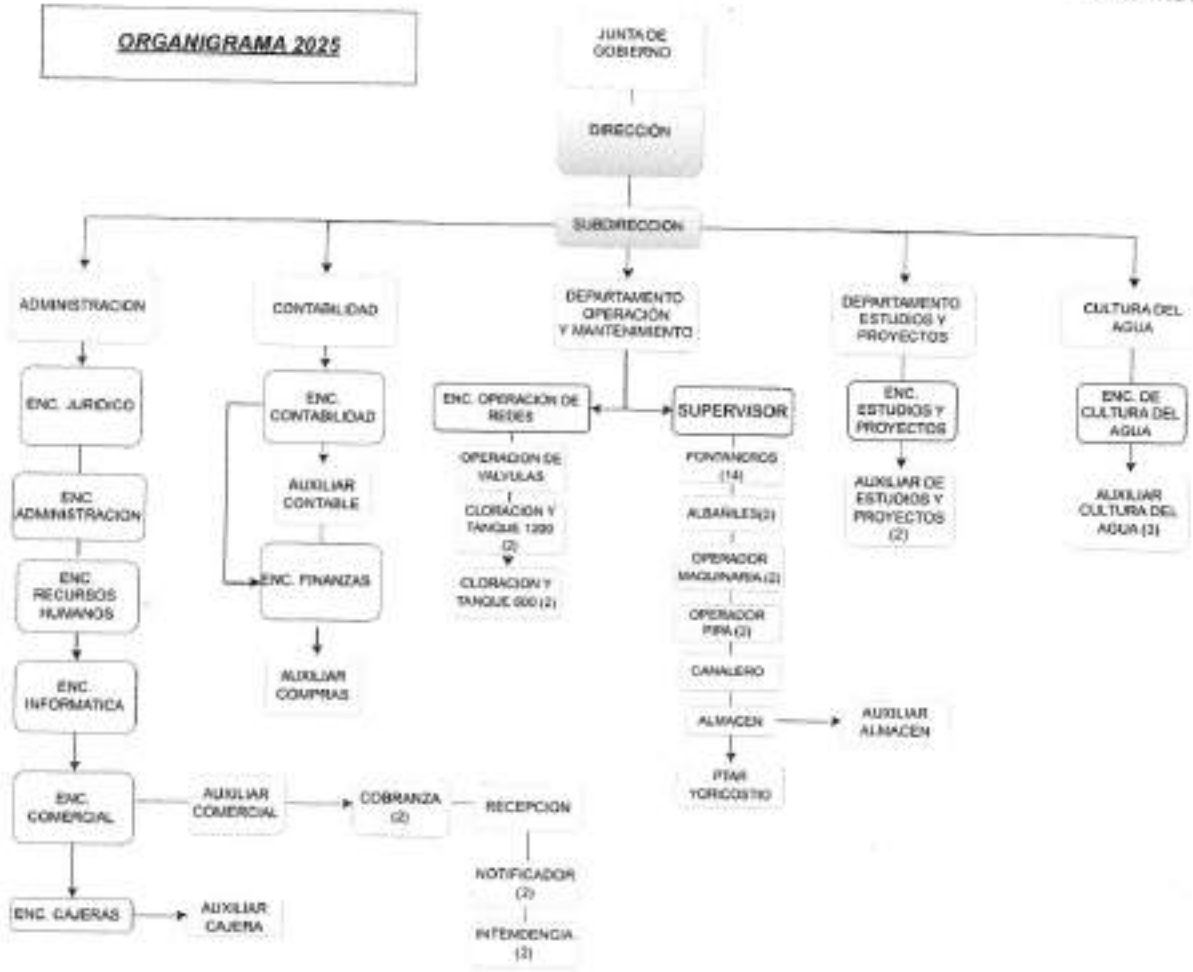 ORGANIGRAMA 2025
JUNTA DE
GOBIERNO
DIRECCIÓN
SUBDIRECCION
ADMINISTRACION
CONTABILIDAD
DEPARTAMENTO
OPERACIÓN
Y MANTENIMIENTO
DEPARTAMENTO
ESTUDIOS Y
PROYECTOS
CULTURA DEL
AGUA
ENC. JURIDICO
ENC.
CONTABILIDAD
ENC. OPERACIÓN DE
REDES
SUPERVISOR
ENC.
ESTUDIOS Y
PROYECTOS
ENC. DE
CULTURA DEL
AGUA
OPERACIÓN DE
VALVULAS
FONTANEROS
(14)
AUXILIAR DE
ESTUDIOS Y
PROYECTOS
(2)
AUXILIAR
CULTURA DEL
AGUA (3)
ENC.
ADMINISTRACION
AUXILIAR
CONTABLE
CLORACION Y
TANQUE 1200
(2)
ALBAÑILES(2)
ENC
RECURSOS
HUMANOS
ENC. FINANZAS
CLORACION Y
TANQUE 600 (2)
OPERADOR
MAQUINARIA (2)
OPERADOR
PIPA (2)
ENC.
INFORMATICA
AUXILIAR
COMPRAS
CANALERO
ALMACEN
AUXILIAR
ALMACEN
PTAR
YORICOSTIO
ENC.
COMERCIAL
AUXILIAR
COMERCIAL
COBRANZA
(2)
RECEPCION
NOTIFICADOR
(2)
ENC. CAJERAS
AUXILIAR
CAJERA
INTENDENCIA
(2)